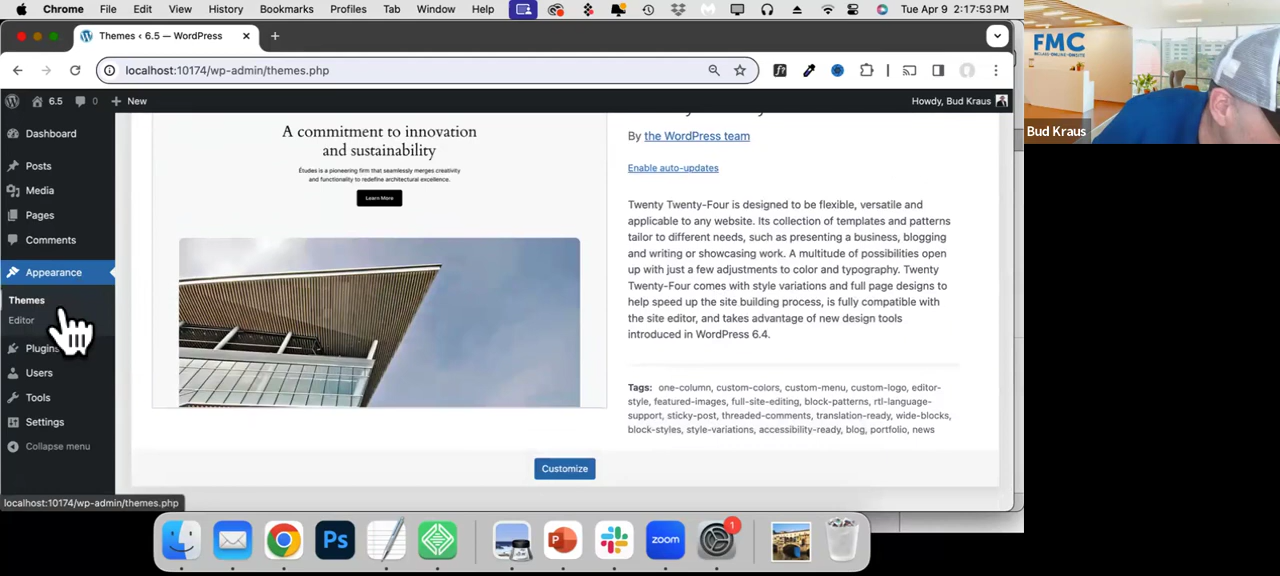 Chrome File Edit View History Bookmarks Profiles Tab Window Help Tue Apr 9 2:17:53 PM
Themes < 6.5 — WordPress
localhost:10174/wp-admin/themes.php
6.5 0 New Howdy, Bud Kraus
Dashboard
Posts
Media
Pages
Comments
Appearance
Themes
Editor
Plugins
Users
Tools
Settings
Collapse menu
localhost:10174/wp-admin/themes.php
A commitment to innovation
and sustainability
Études is a pioneering firm that seamlessly merges creativity
and functionality to redefine architectural excellence.
Learn More
By the WordPress team
Enable auto-updates
Twenty Twenty-Four is designed to be flexible, versatile and
applicable to any website. Its collection of templates and patterns
tailor to different needs, such as presenting a business, blogging
and writing or showcasing work. A multitude of possibilities open
up with just a few adjustments to color and typography. Twenty
Twenty-Four comes with style variations and full page designs to
help speed up the site building process, is fully compatible with
the site editor, and takes advantage of new design tools
introduced in WordPress 6.4.
Tags: one-column, custom-colors, custom-menu, custom-logo, editor-
style, featured-images, full-site-editing, block-patterns, rtl-language-
support, sticky-post, threaded-comments, translation-ready, wide-blocks,
block-styles, style-variations, accessibility-ready, blog, portfolio, news
Customize
Ps
P
zoom
1
FMC
Bud Kraus